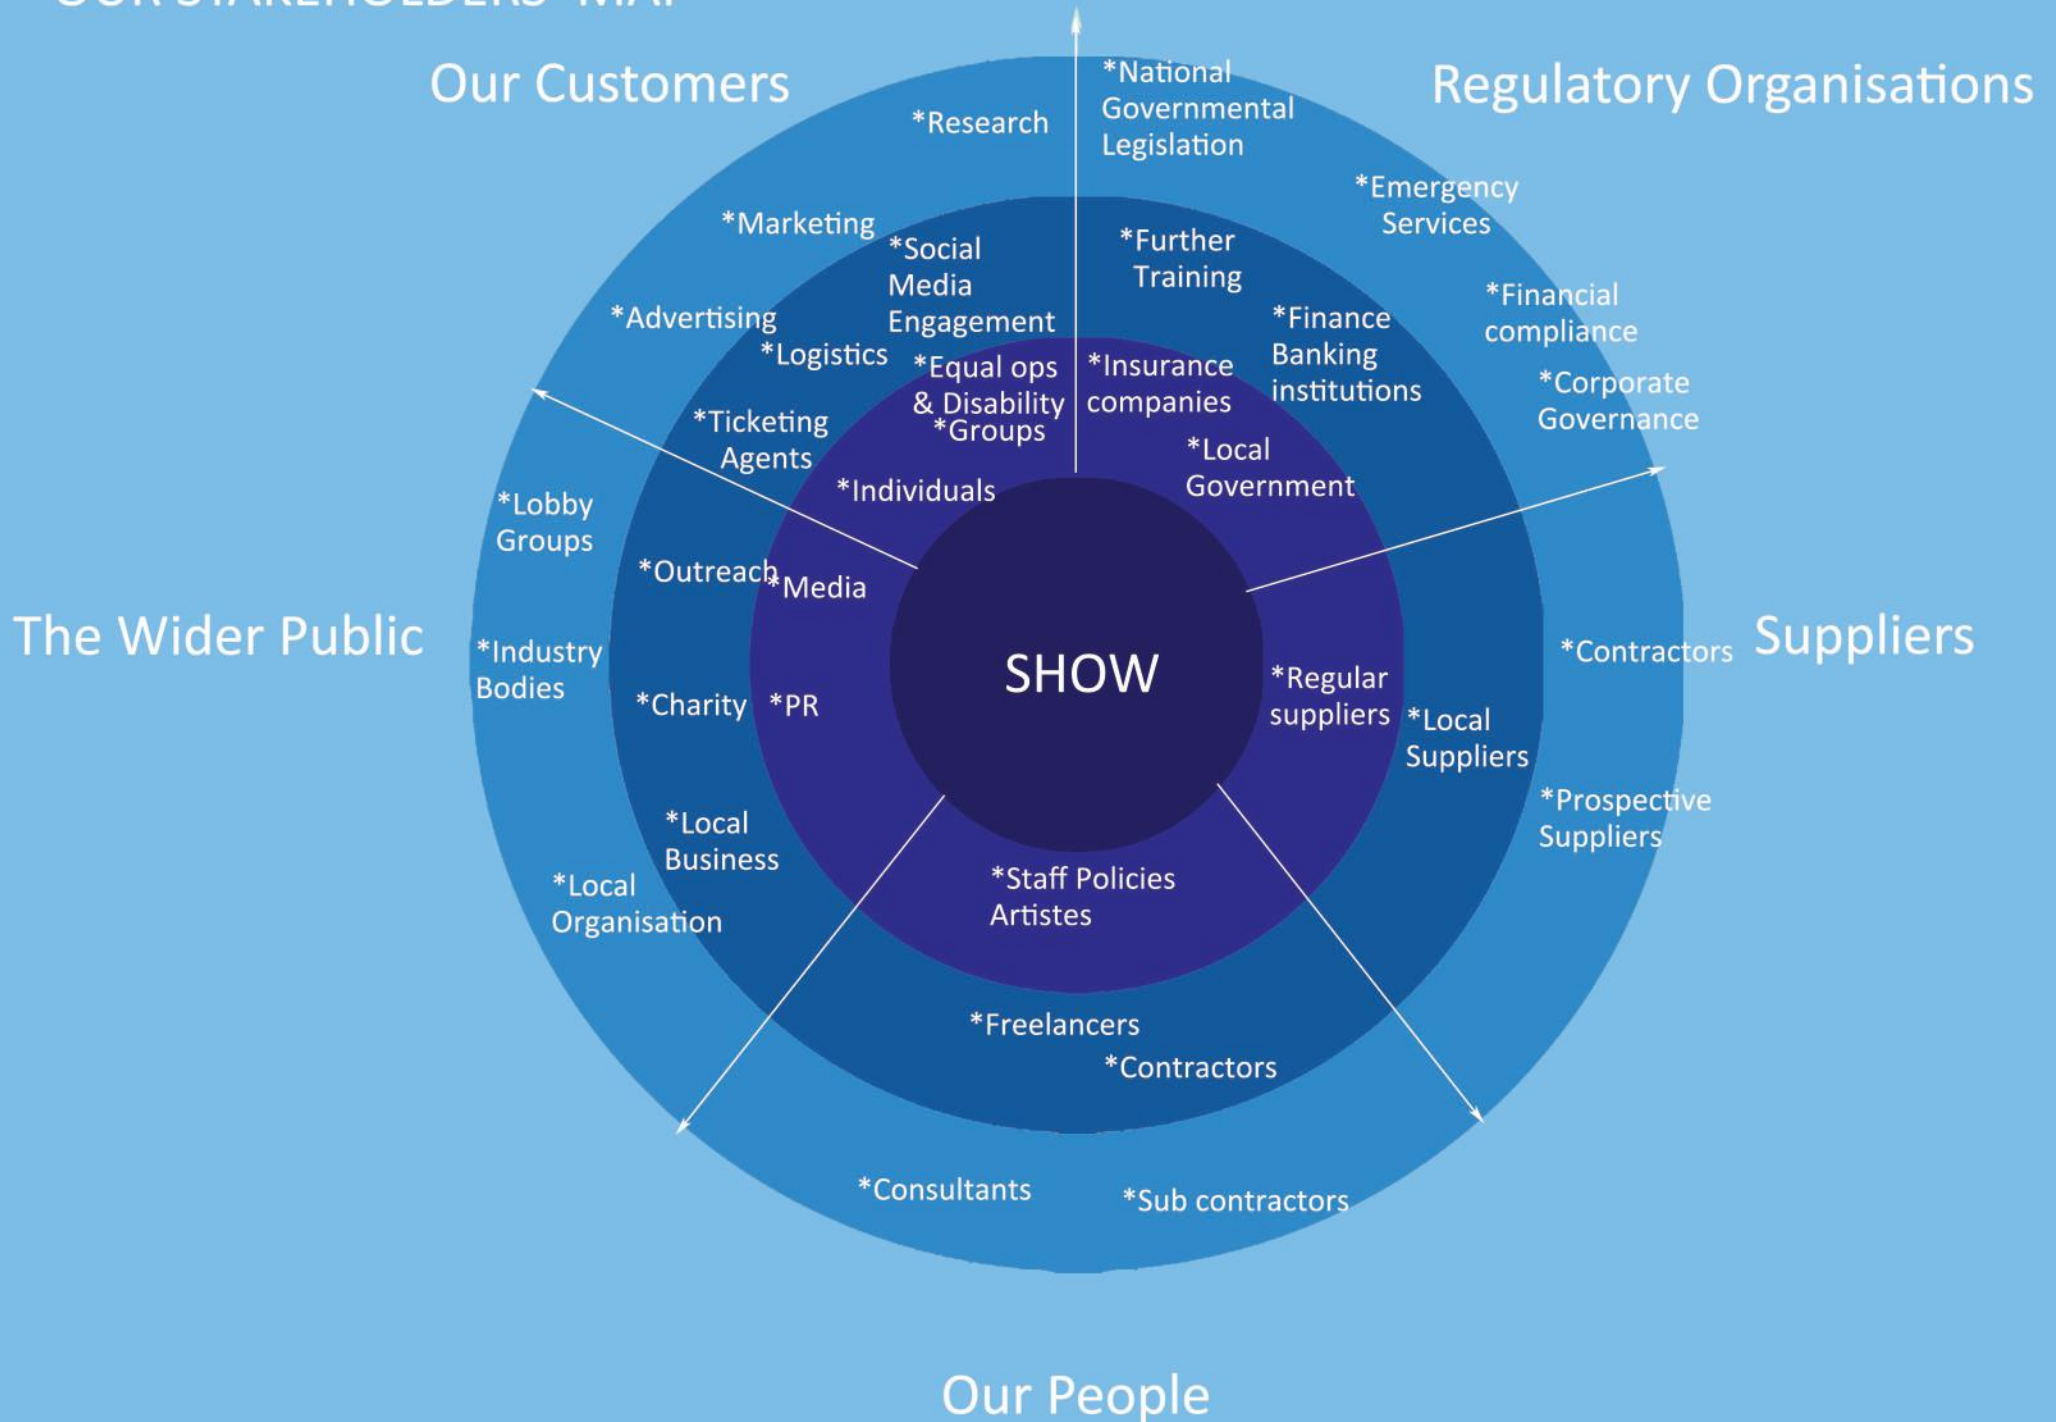 OUR STAKEHOLDERS' MAP
Our Customers
Regulatory Organisations
*Research
*Marketing
*Advertising
*Social
Media
Engagement
*Logistics
*Ticketing
Agents
*Equal ops
& Disability
*Groups
*Individuals
*National
Governmental
Legislation
*Emergency
Services
*Financial
compliance
*Corporate
Governance
*Further
Training
*Finance
Banking
institutions
*Insurance
companies
*Local
Government
The Wider Public
*Lobby
Groups
*Industry
Bodies
*Local
Organisation
*Outreach
*Charity
*Local
Business
*Media
*PR
SHOW
Suppliers
*Regular
suppliers
*Local
Suppliers
*Contractors
*Prospective
Suppliers
*Staff Policies
Artistes
*Freelancers
*Contractors
*Consultants
*Sub contractors
Our People